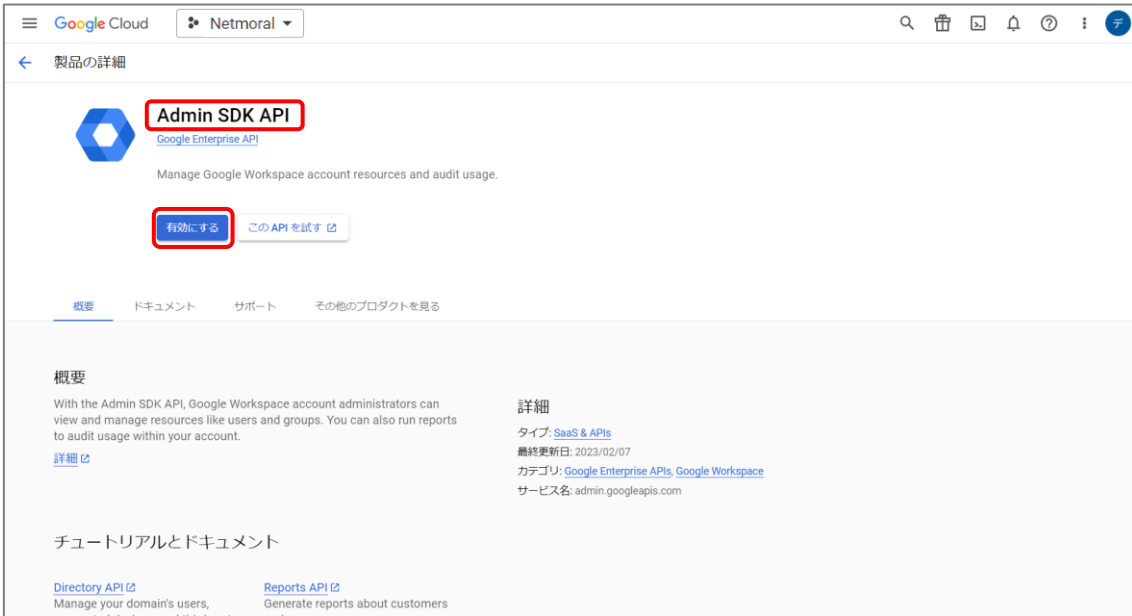 Google Cloud
Netmoral
デ
製品の詳細
Admin SDK API
Google Enterprise API
Manage Google Workspace account resources and audit usage.
有効にする
この API を試す
概要
ドキュメント
サポート
その他のプロダクトを見る
概要
With the Admin SDK API, Google Workspace account administrators can
view and manage resources like users and groups. You can also run reports
to audit usage within your account.
詳細
詳細
タイプ: SaaS & APIs
最終更新日: 2023/02/07
カテゴリ: Google Enterprise APIs, Google Workspace
サービス名: admin.googleapis.com
チュートリアルとドキュメント
Directory API
Manage your domain's users,
Reports API
Generate reports about customers